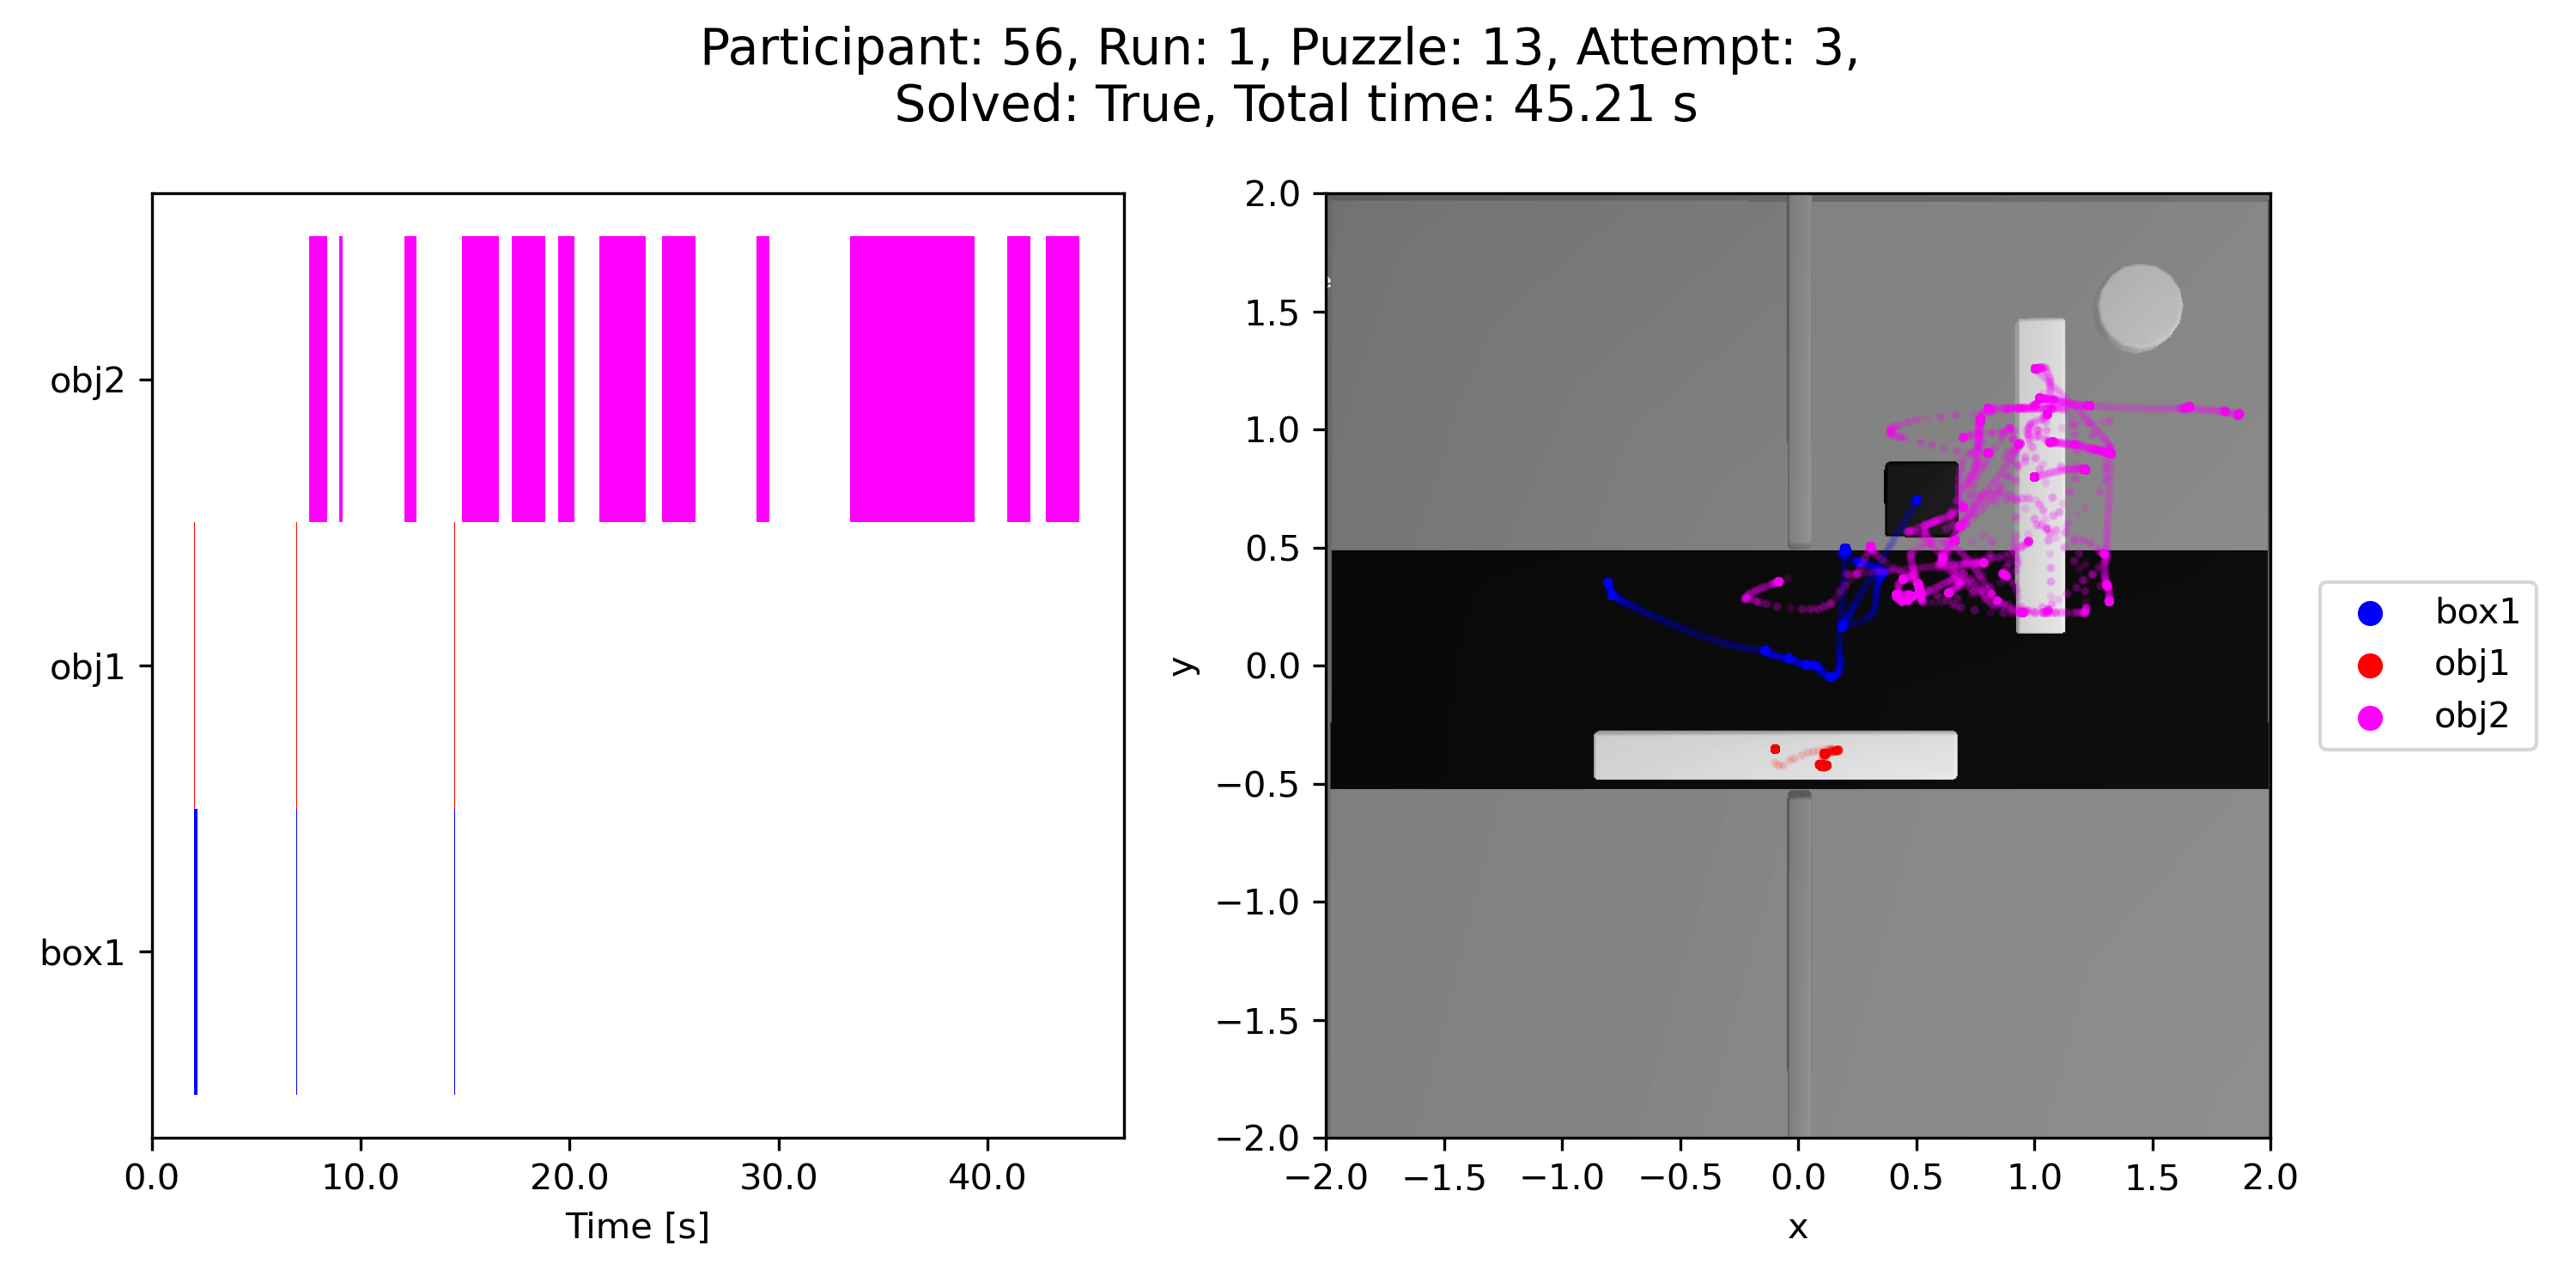 Participant: 56, Run: 1, Puzzle: 13, Attempt: 3,
Solved: True, Total time: 45.21 s
obj2
obj1
box1
0.0 10.0 20.0 30.0 40.0
Time [s]
2.0
1.5
1.0
0.5
0.0
−0.5
−1.0
−1.5
−2.0
y
−2.0 −1.5 −1.0 −0.5 0.0 0.5 1.0 1.5 2.0
x
box1
obj1
obj2